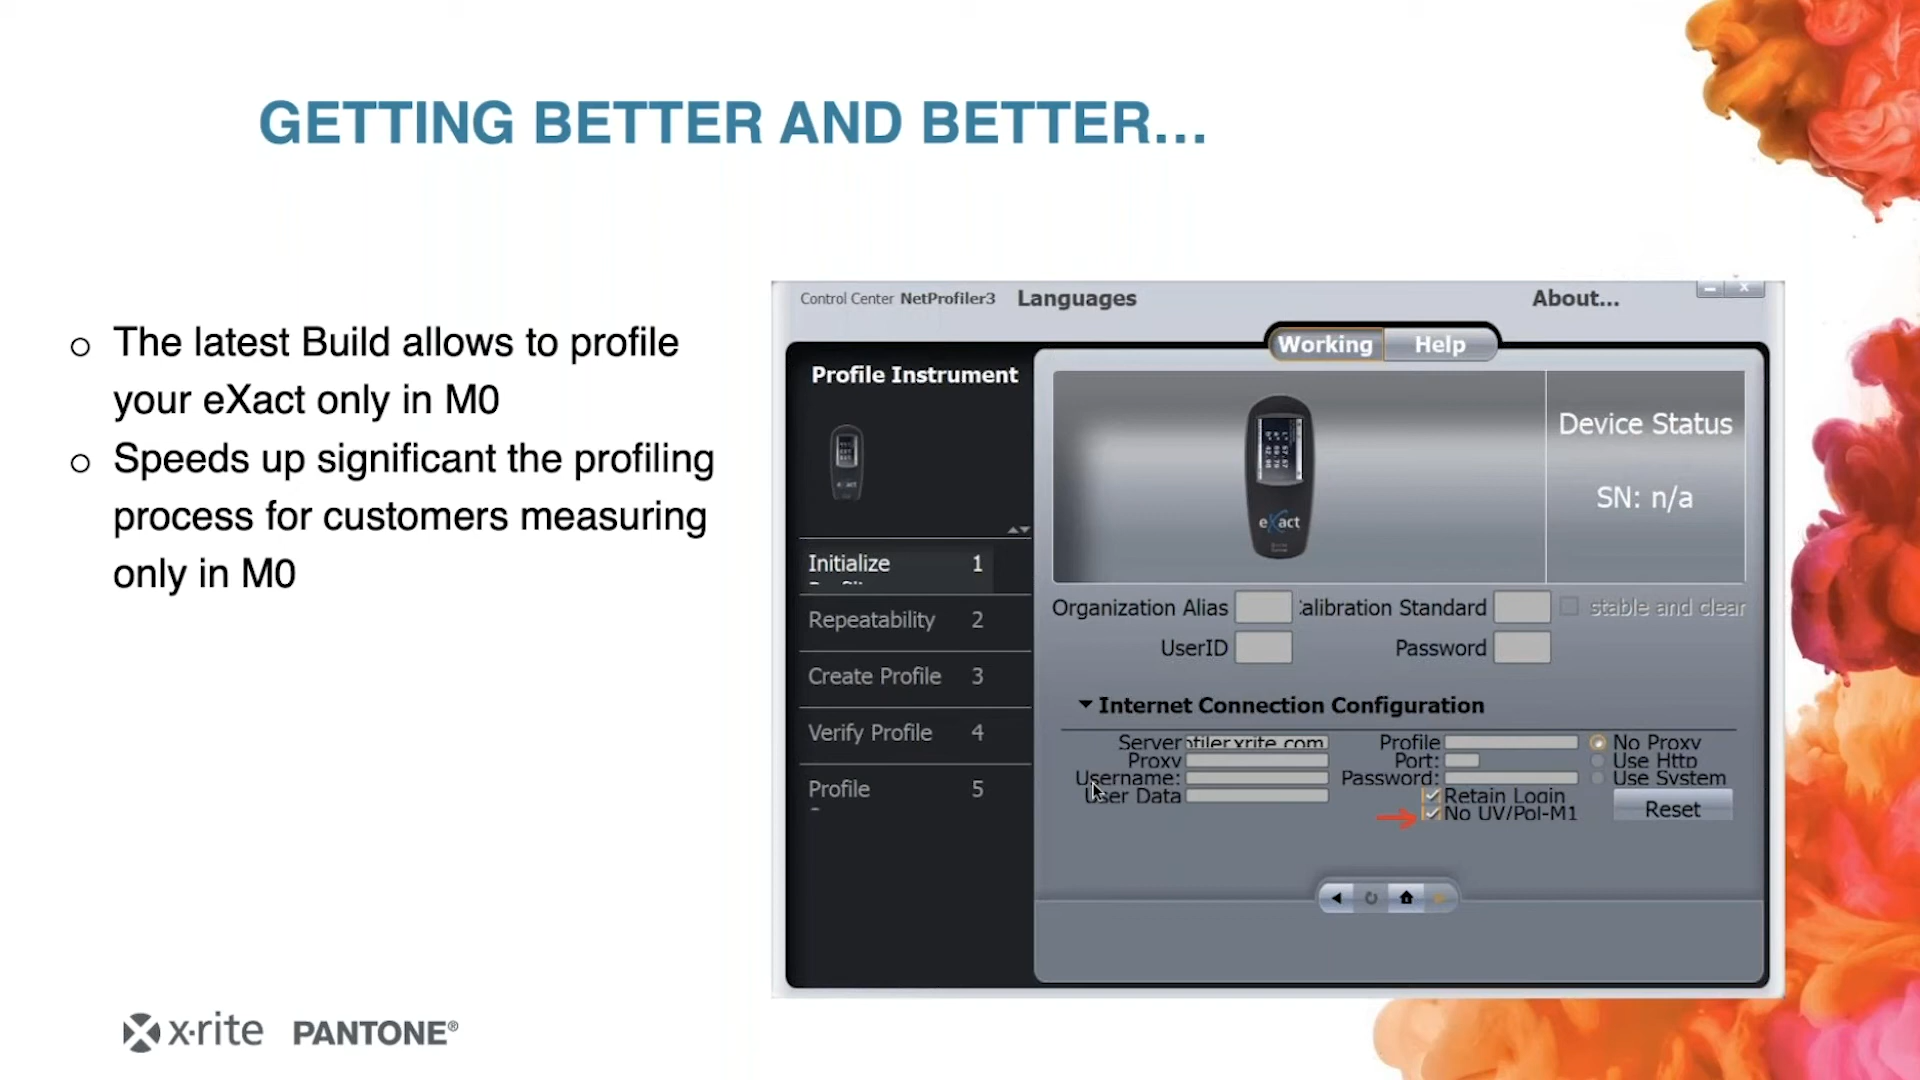 GETTING BETTER AND BETTER...
The latest Build allows to profile
your eXact only in M0
Speeds up significant the profiling
process for customers measuring
only in M0
Control Center NetProfiler3 Languages About...
Working Help
Profile Instrument
Device Status
SN: n/a
eXact
Initialize 1
Repeatability 2
Create Profile 3
Verify Profile 4
Profile 5
Organization Alias alibration Standard stable and clear
UserID Password
Internet Connection Configuration
Server ofiler.xrite.com Profile No Proxy
Proxy Port: Use Http
Username: Password: Use System
User Data Retain Login
No UV/Pol-M1 Reset
x·rite PANTONE®